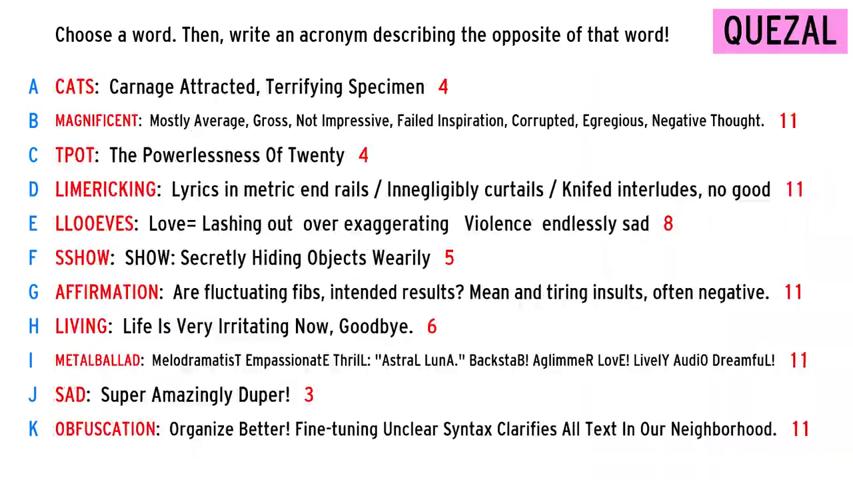 Choose a word. Then, write an acronym describing the opposite of that word!
QUEZAL
A CATS: Carnage Attracted, Terrifying Specimen 4
B MAGNIFICENT: Mostly Average, Gross, Not Impressive, Failed Inspiration, Corrupted, Egregious, Negative Thought. 11
C TPOT: The Powerlessness Of Twenty 4
D LIMERICKING: Lyrics in metric end rails / Innegligibly curtails / Knifed interludes, no good 11
E LLOOEVES: Love= Lashing out over exaggerating Violence endlessly sad 8
F SSHOW: SHOW: Secretly Hiding Objects Wearily 5
G AFFIRMATION: Are fluctuating fibs, intended results? Mean and tiring insults, often negative. 11
H LIVING: Life Is Very Irritating Now, Goodbye. 6
I METALBALLAD: MelodramatisT EmpassionatE ThrilL: "AstraL LunA." BackstaB! AglimmeR LovE! LivelY AudiO DreamfuL! 11
J SAD: Super Amazingly Duper! 3
K OBFUSCATION: Organize Better! Fine-tuning Unclear Syntax Clarifies All Text In Our Neighborhood. 11